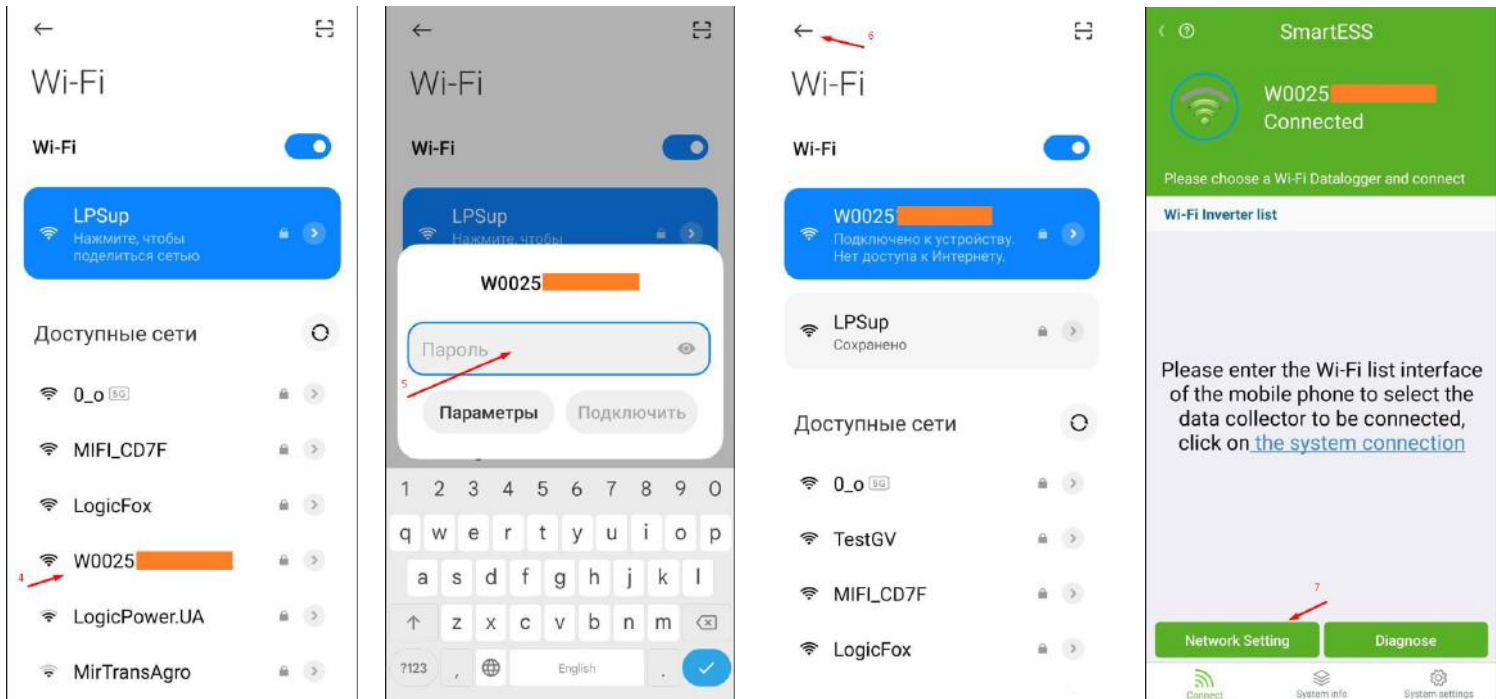 Wi-Fi
Wi-Fi
LPSup
Нажмите, чтобы
поделиться сетью
Доступные сети
0_o 5G
MIFI_CD7F
LogicFox
4
W0025
LogicPower.UA
MirTransAgro
Wi-Fi
Wi-Fi
LPSup
Нажмите, чтобы
W0025
Пароль
5
Параметры
Подключить
1 2 3 4 5 6 7 8 9 0
q w e r t y u i o p
a s d f g h j k l
z x c v b n m
?123 , English .
6
Wi-Fi
Wi-Fi
W0025
Подключено к устройству.
Нет доступа к Интернету.
LPSup
Сохранено
Доступные сети
0_o 5G
TestGV
MIFI_CD7F
LogicFox
SmartESS
W0025
Connected
Please choose a Wi-Fi Datalogger and connect
Wi-Fi Inverter list
Please enter the Wi-Fi list interface
of the mobile phone to select the
data collector to be connected,
click on the system connection
7
Network Setting
Diagnose
Connect
System info
System settings